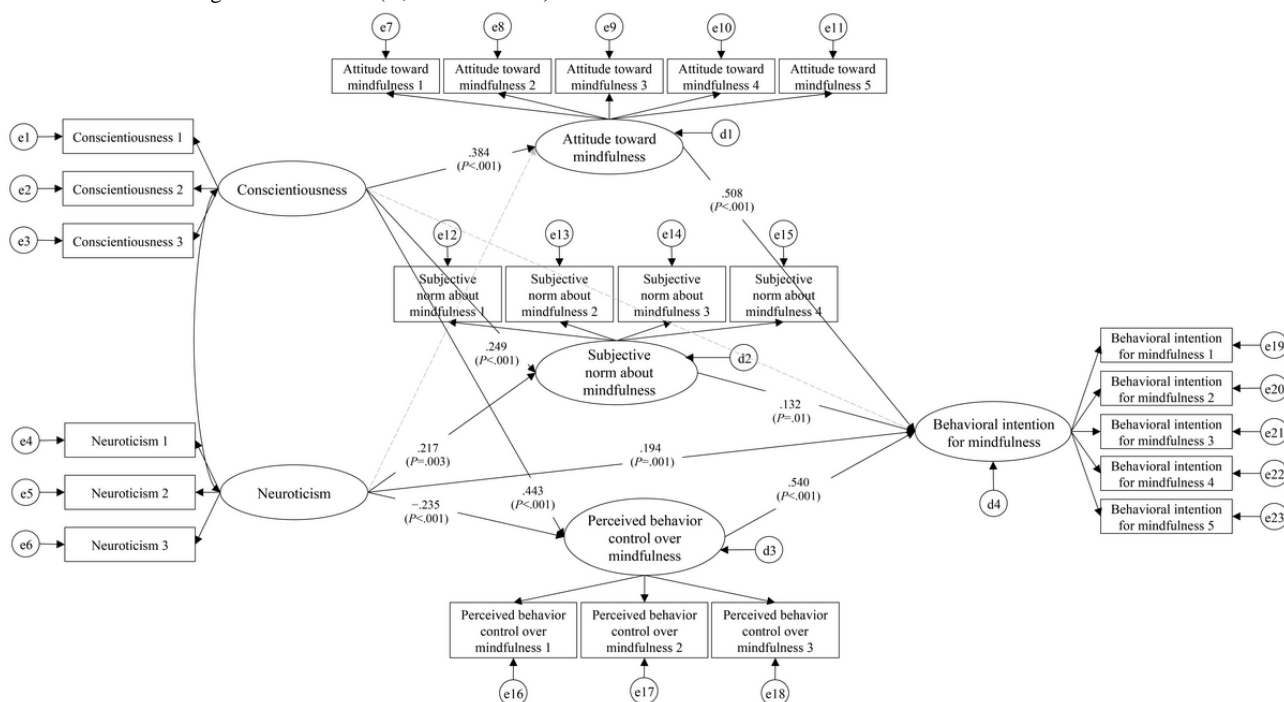 e7
e8
e9
e10
e11
Attitude toward
mindfulness 1
Attitude toward
mindfulness 2
Attitude toward
mindfulness 3
Attitude toward
mindfulness 4
Attitude toward
mindfulness 5
e1
Conscientiousness 1
e2
Conscientiousness 2
e3
Conscientiousness 3
Conscientiousness
Attitude toward
mindfulness
d1
.384
(P<.001)
.508
(P<.001)
e12
e13
e14
e15
Subjective
norm about
mindfulness 1
Subjective
norm about
mindfulness 2
Subjective
norm about
mindfulness 3
Subjective
norm about
mindfulness 4
.249
(P<.001)
Subjective
norm about
mindfulness
d2
.132
(P=.01)
Behavioral intention
for mindfulness
d4
Behavioral intention
for mindfulness 1
e19
Behavioral intention
for mindfulness 2
e20
Behavioral intention
for mindfulness 3
e21
Behavioral intention
for mindfulness 4
e22
Behavioral intention
for mindfulness 5
e23
e4
Neuroticism 1
e5
Neuroticism 2
e6
Neuroticism 3
Neuroticism
.217
(P=.003)
.194
(P=.001)
−.235
(P<.001)
.443
(P<.001)
.540
(P<.001)
Perceived behavior
control over
mindfulness
d3
Perceived behavior
control over
mindfulness 1
Perceived behavior
control over
mindfulness 2
Perceived behavior
control over
mindfulness 3
e16
e17
e18